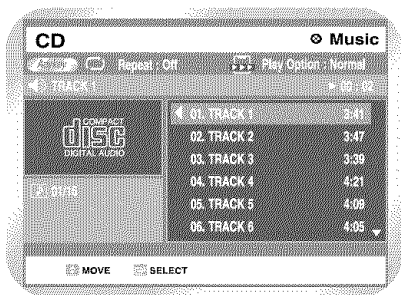 CD Music
Repeat : Off Play Option : Normal
TRACK 1 00 : 02
COMPACT
disc
DIGITAL AUDIO
01. TRACK 1 3:41
02. TRACK 2 3:47
03. TRACK 3 3:39
04. TRACK 4 4:21
05. TRACK 5 4:09
06. TRACK 6 4:05
01/16
MOVE SELECT